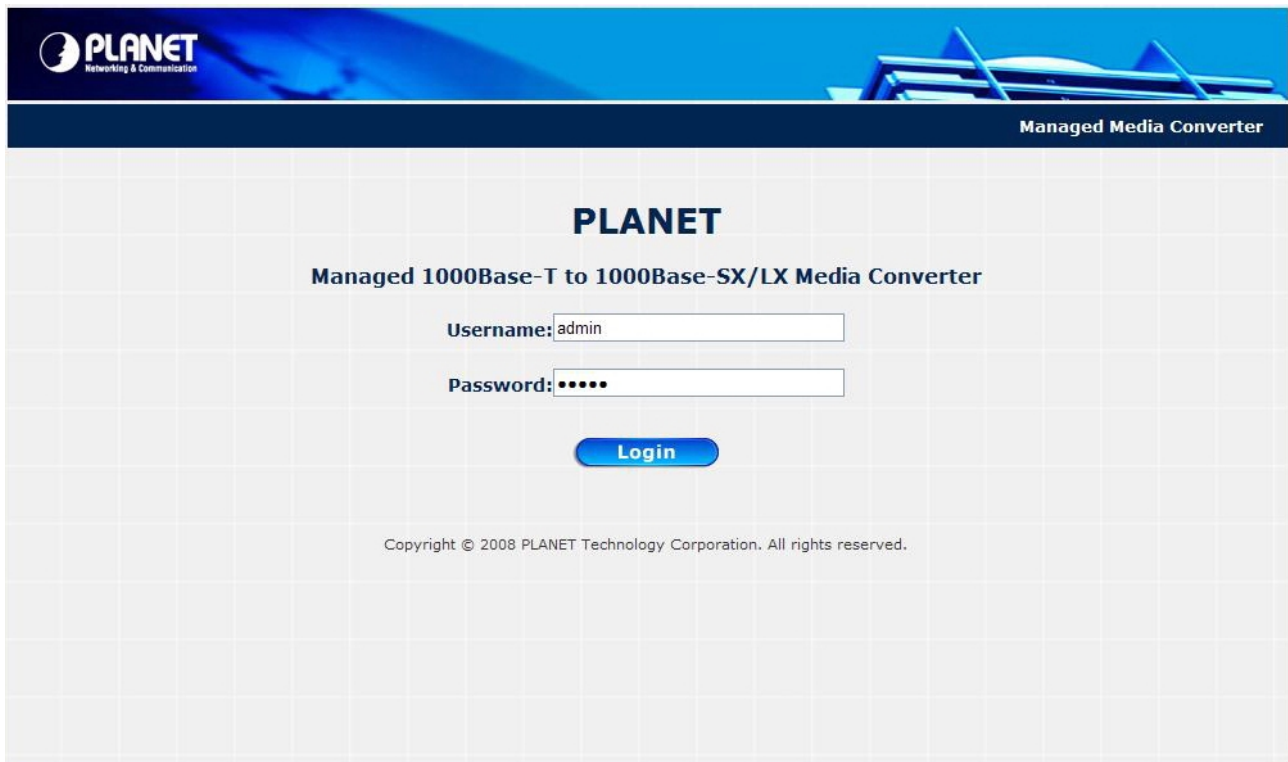 PLANET
Networking & Communication
Managed Media Converter
PLANET
Managed 1000Base-T to 1000Base-SX/LX Media Converter
Username: admin
Password: •••••
Login
Copyright © 2008 PLANET Technology Corporation. All rights reserved.